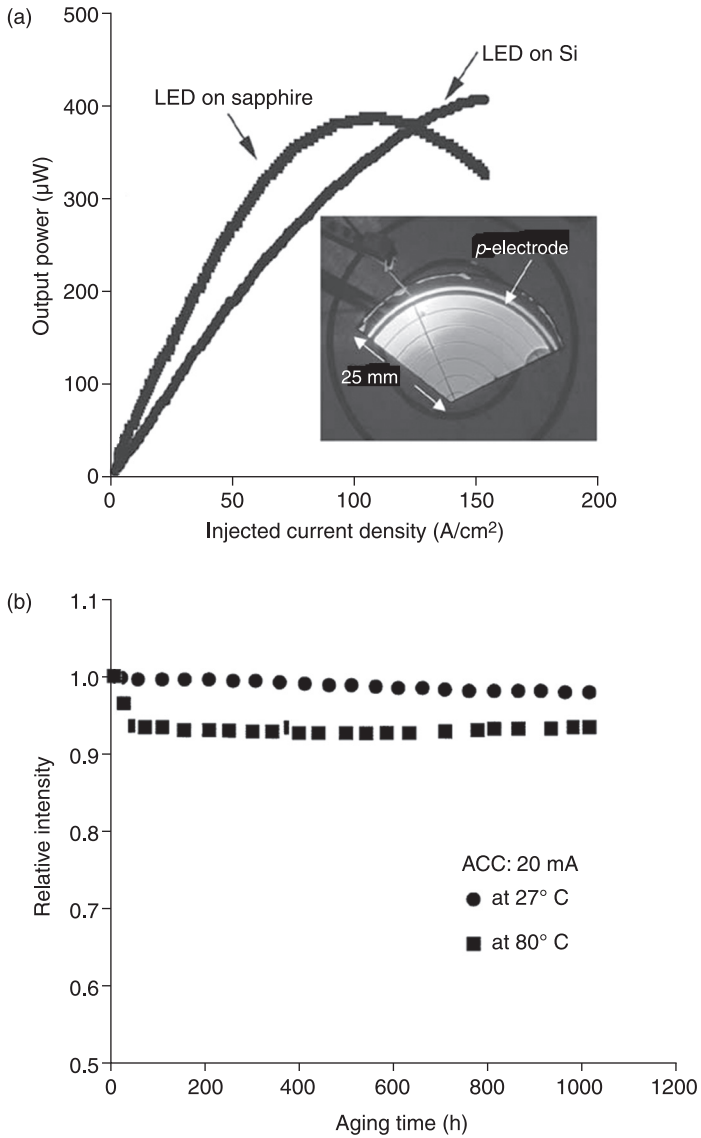 (a)
500
400
300
200
100
0
Output power (µW)
LED on sapphire
LED on Si
p-electrode
25 mm
0 50 100 150 200
Injected current density (A/cm²)
(b)
1.1
1.0
0.9
0.8
0.7
0.6
0.5
Relative intensity
ACC: 20 mA
at 27° C
at 80° C
0 200 400 600 800 1000 1200
Aging time (h)